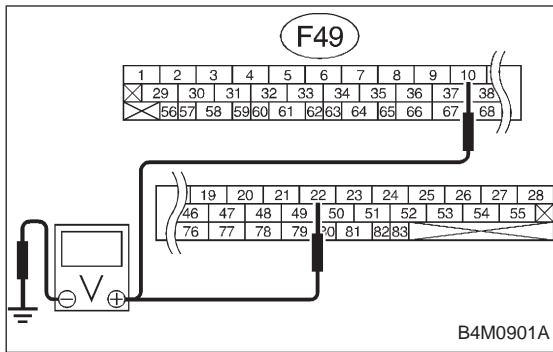 F49
1 2 3 4 5 6 7 8 9 10
29 30 31 32 33 34 35 36 37 38
56 57 58 59 60 61 62 63 64 65 66 67 68
19 20 21 22 23 24 25 26 27 28
46 47 48 49 50 51 52 53 54 55
76 77 78 79 81 82 83
V
− +
B4M0901A